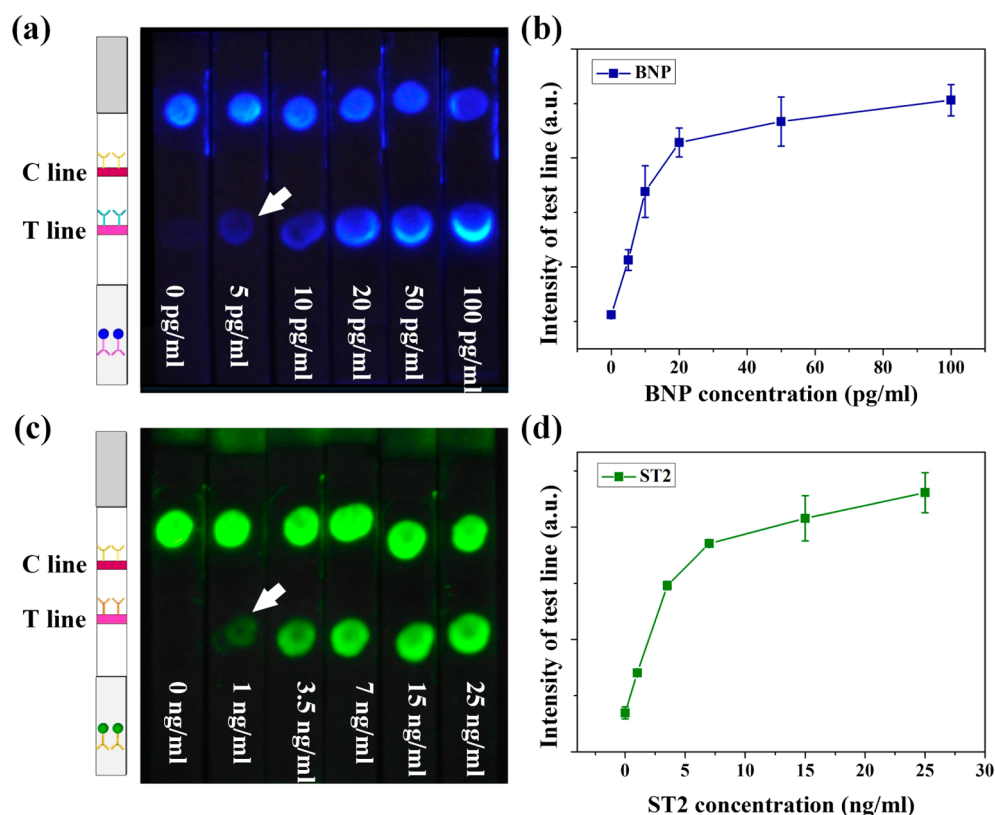 (a)
C line
T line
0 pg/ml
5 pg/ml
10 pg/ml
20 pg/ml
50 pg/ml
100 pg/ml
(b)
BNP
Intensity of test line (a.u.)
0 20 40 60 80 100
BNP concentration (pg/ml)
(c)
C line
T line
0 ng/ml
1 ng/ml
3.5 ng/ml
7 ng/ml
15 ng/ml
25 ng/ml
(d)
ST2
Intensity of test line (a.u.)
0 5 10 15 20 25 30
ST2 concentration (ng/ml)